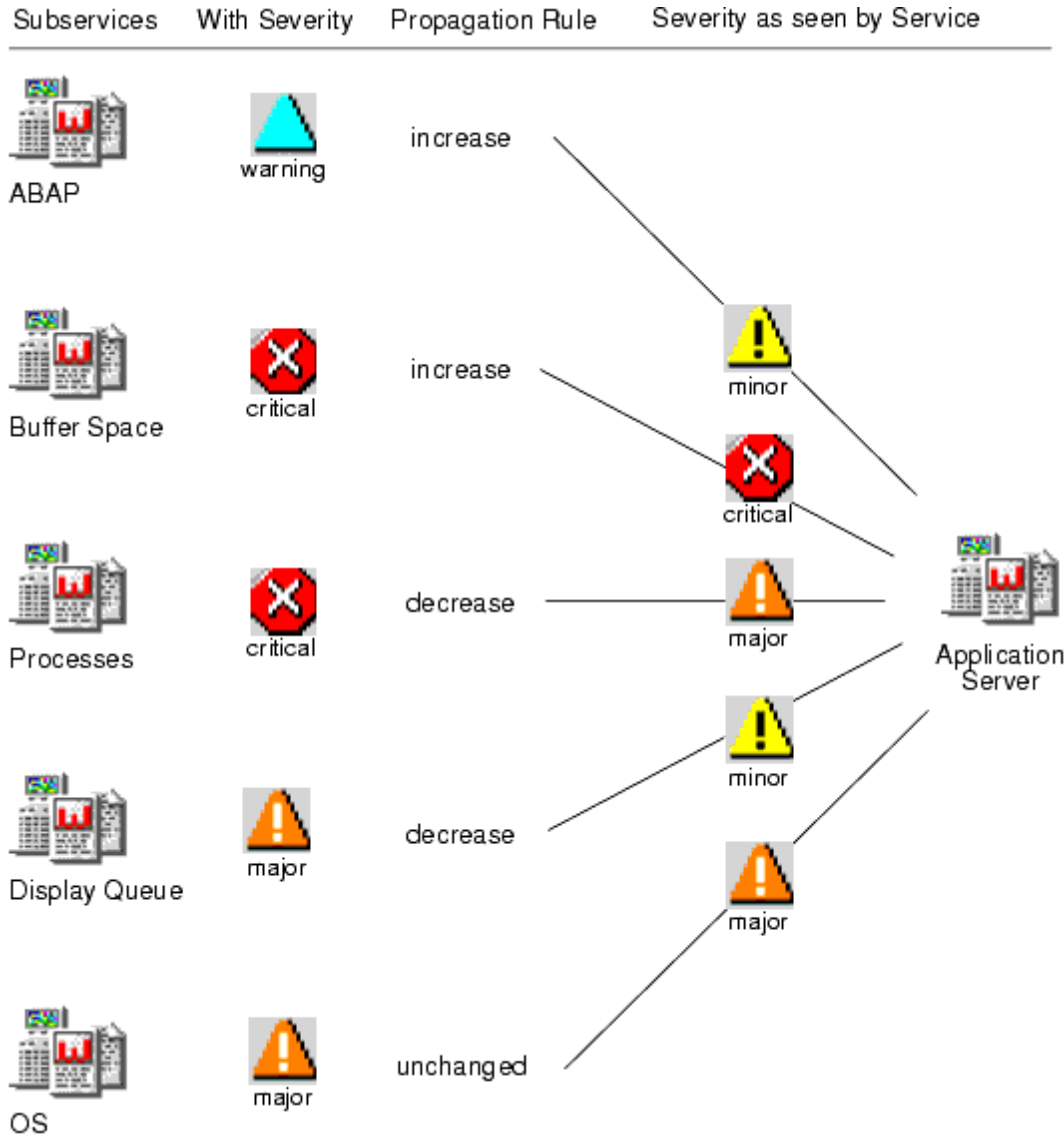 Subservices With Severity Propagation Rule Severity as seen by Service
ABAP
warning
increase
minor
Buffer Space
critical
increase
critical
Processes
critical
decrease
major
Display Queue
major
decrease
minor
OS
major
unchanged
major
Application
Server